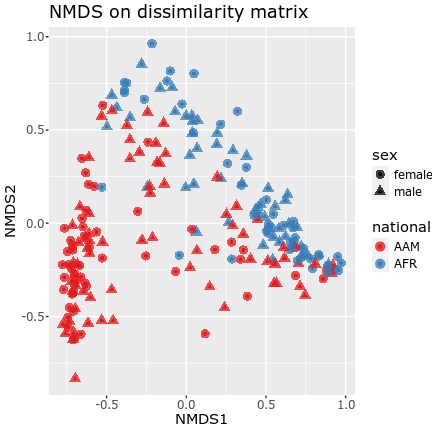 NMDS on dissimilarity matrix
1.0
0.5
0.0
-0.5
NMDS2
-0.5
0.0
0.5
1.0
NMDS1
sex
female
male
national
AAM
AFR